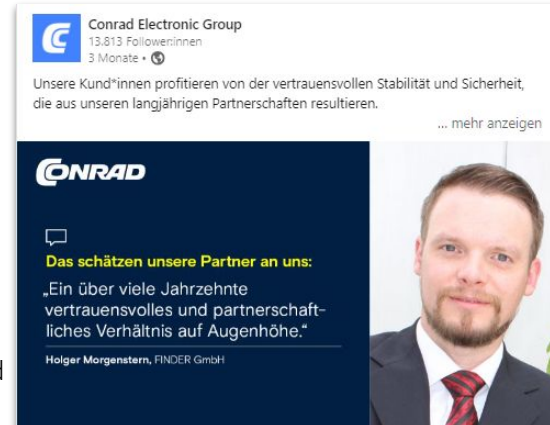 Conrad Electronic Group
13.813 Follower:innen
3 Monate •
Unsere Kund*innen profitieren von der vertrauensvollen Stabilität und Sicherheit,
die aus unseren langjährigen Partnerschaften resultieren.
... mehr anzeigen
CONRAD
Das schätzen unsere Partner an uns:
„Ein über viele Jahrzehnte
vertrauensvolles und partnerschaft-
liches Verhältnis auf Augenhöhe.“
Holger Morgenstern, FINDER GmbH